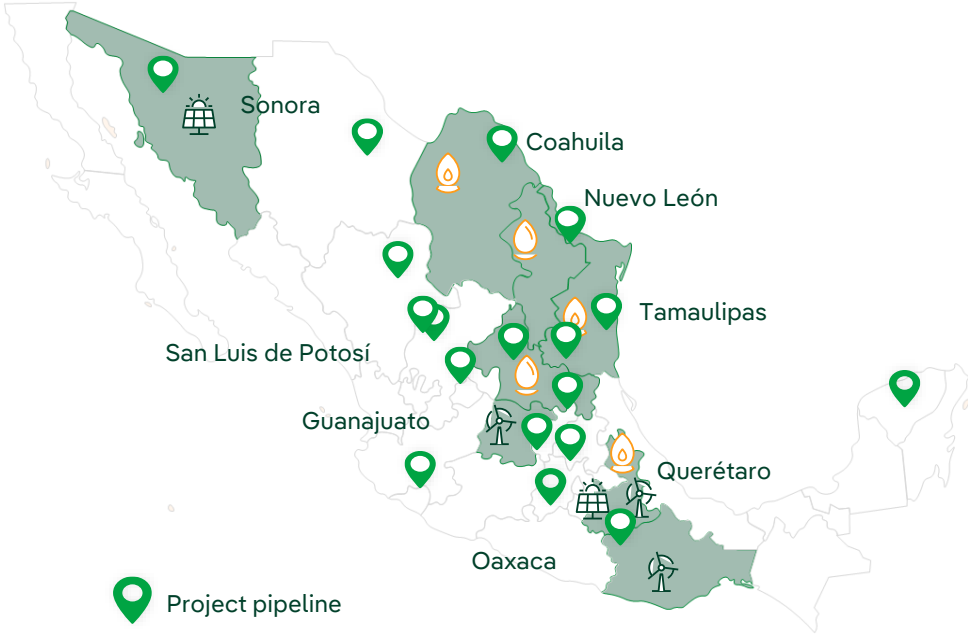 Sonora
Coahuila
Nuevo León
Tamaulipas
San Luis de Potosí
Guanajuato
Querétaro
Oaxaca
Project pipeline